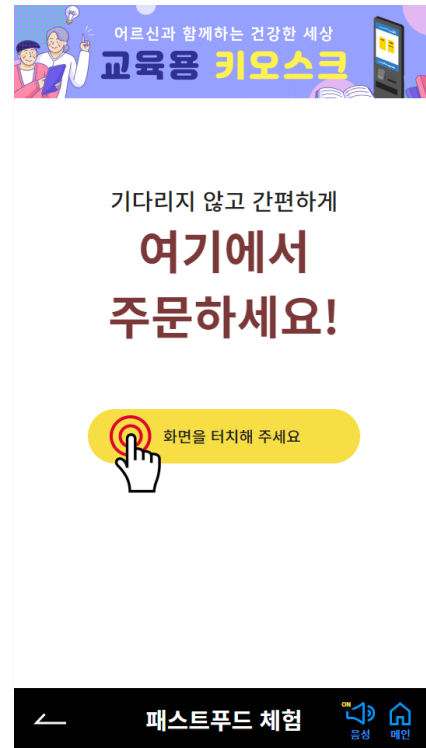 어르신과 함께하는 건강한 세상
교육용 키오스크
기다리지 않고 간편하게
여기에서
주문하세요!
화면을 터치해 주세요
패스트푸드 체험
ON
음성
메인